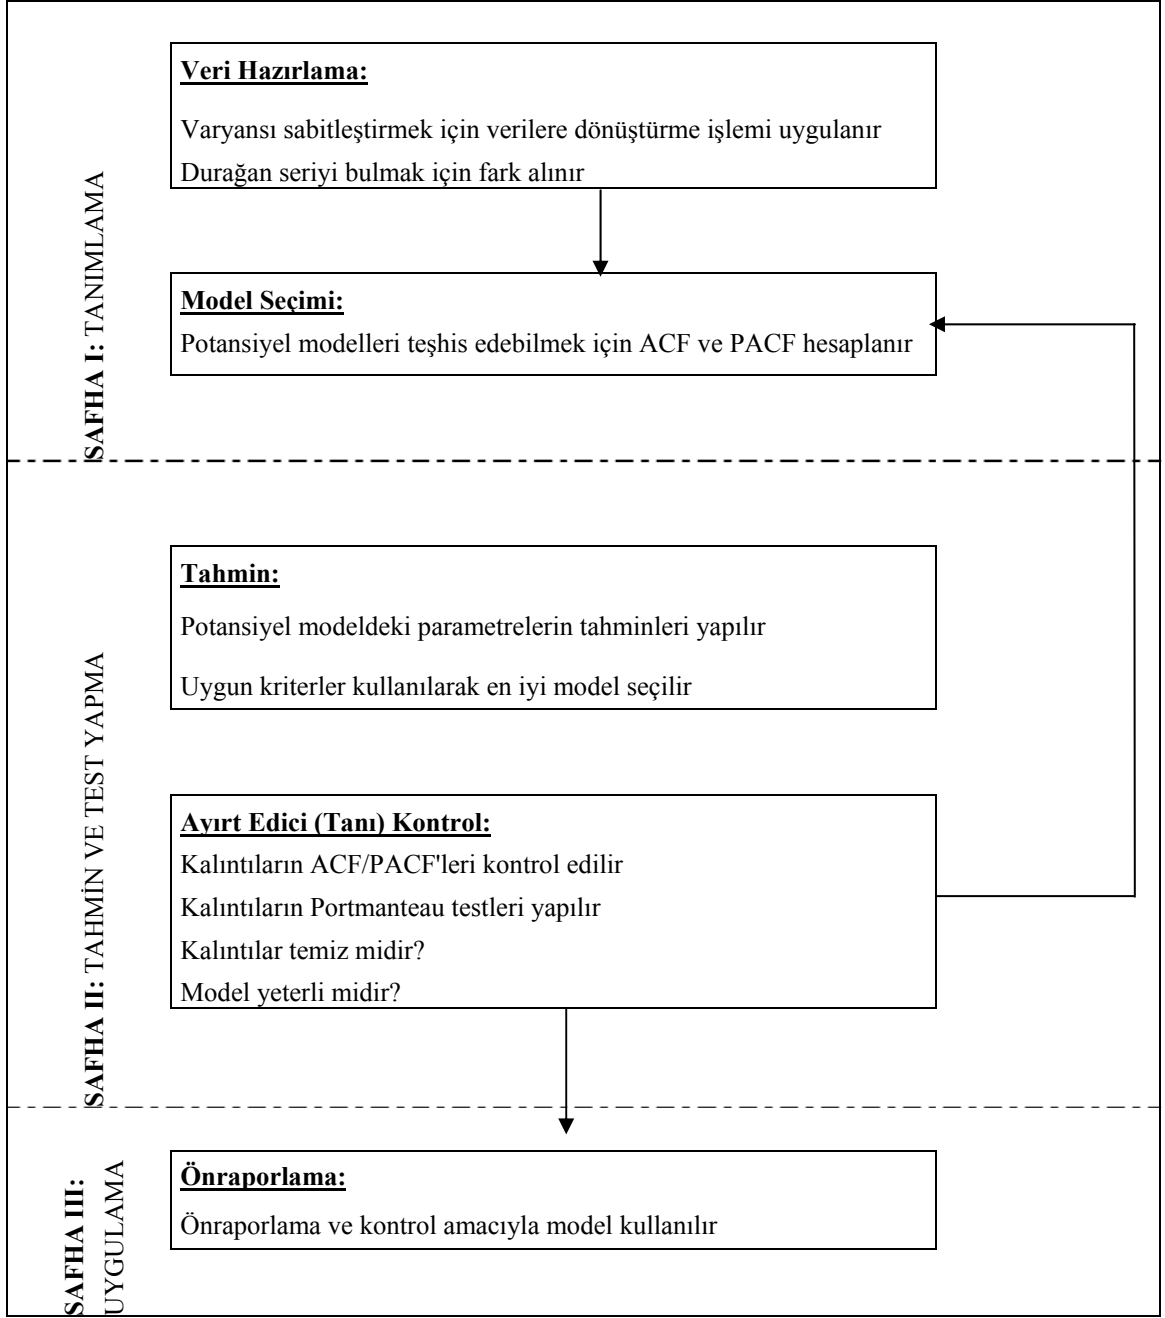 SAFHA I: TANIMLAMA
Veri Hazırlama:
Varyansı sabitleştirmek için verilere dönüştürme işlemi uygulanır
Durağan seriyi bulmak için fark alınır
Model Seçimi:
Potansiyel modelleri teşhis edebilmek için ACF ve PACF hesaplanır
SAFHA II: TAHMİN VE TEST YAPMA
Tahmin:
Potansiyel modeldeki parametrelerin tahminleri yapılır
Uygun kriterler kullanılarak en iyi model seçilir
Ayırt Edici (Tanı) Kontrol:
Kalıntıların ACF/PACF'leri kontrol edilir
Kalıntıların Portmanteau testleri yapılır
Kalıntılar temiz midir?
Model yeterli midir?
SAFHA III:
UYGULAMA
Önraporlama:
Önraporlama ve kontrol amacıyla model kullanılır